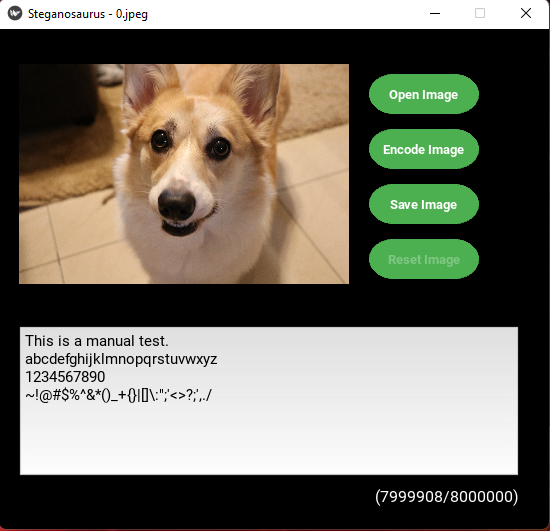 Steganosaurus - 0.jpeg
Open Image
Encode Image
Save Image
Reset Image
This is a manual test.
abcdefghijklmnopqrstuvwxyz
1234567890
~!@#$%^&*()_+{}|[]\:";'<>?;',./
(7999908/8000000)